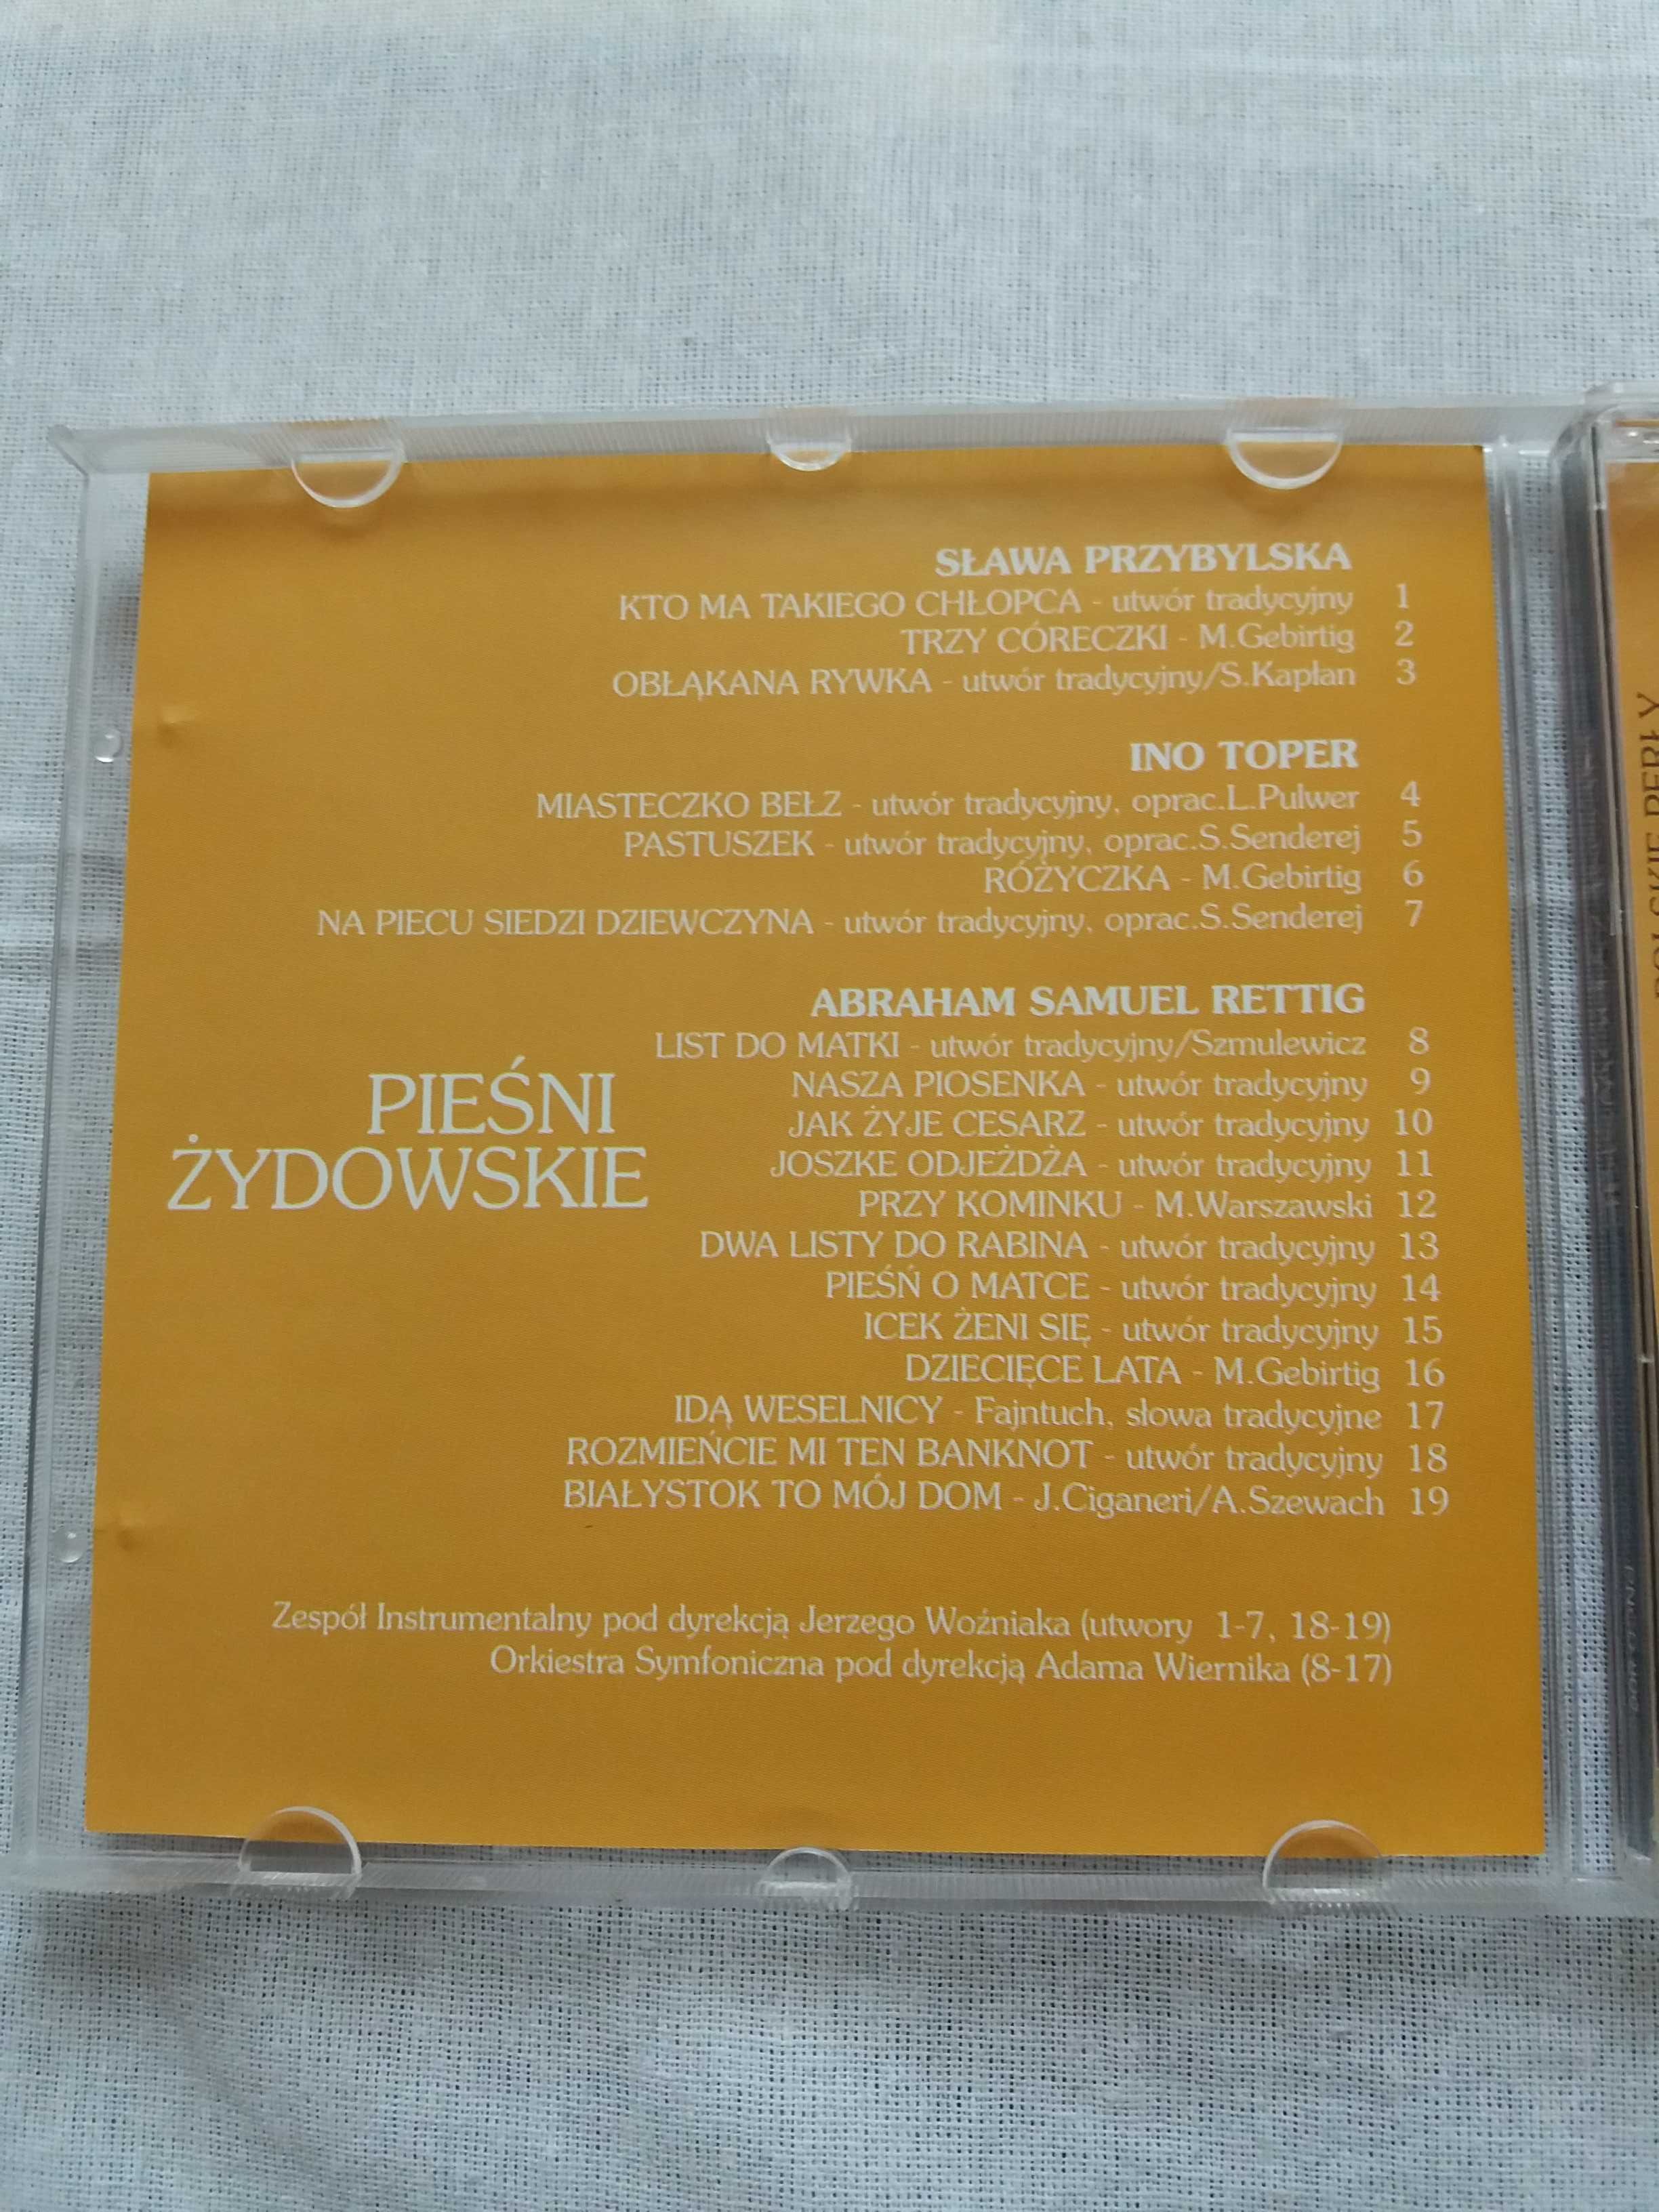 SŁAWA PRZYBYLSKA
KTO MA TAKIEGO CHŁOPCA - utwór tradycyjny 1
TRZY CÓRECZKI - M.Gebirtig 2
OBŁĄKANA RYWKA - utwór tradycyjny/S.Kapłan 3
INO TOPER
MIASTECZKO BEŁZ - utwór tradycyjny, oprac.L.Pulwer 4
PASTUSZEK - utwór tradycyjny, oprac.S.Senderej 5
RÓŻYCZKA - M.Gebirtig 6
NA PIECU SIEDZI DZIEWCZYNA - utwór tradycyjny, oprac.S.Senderej 7
ABRAHAM SAMUEL RETTIG
LIST DO MATKI - utwór tradycyjny/Szmulewicz 8
NASZA PIOSENKA - utwór tradycyjny 9
JAK ŻYJE CESARZ - utwór tradycyjny 10
JOSZKE ODJEŻDŻA - utwór tradycyjny 11
PRZY KOMINKU - M.Warszawski 12
DWA LISTY DO RABINA - utwór tradycyjny 13
PIEŚŃ O MATCE - utwór tradycyjny 14
ICEK ŻENI SIĘ - utwór tradycyjny 15
DZIECIĘCE LATA - M.Gebirtig 16
IDĄ WESELNICY - Fajntuch, słowa tradycyjne 17
ROZMIEŃCIE MI TEN BANKNOT - utwór tradycyjny 18
BIAŁYSTOK TO MÓJ DOM - J.Ciganeri/A.Szewach 19
PIEŚNI
ŻYDOWSKIE
Zespół Instrumentalny pod dyrekcją Jerzego Woźniaka (utwory 1-7, 18-19)
Orkiestra Symfoniczna pod dyrekcją Adama Wiernika (8-17)